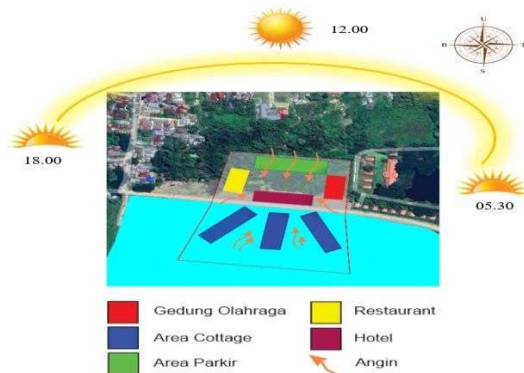 12.00
U
B
T
S
18.00
05.30
Gedung Olahraga
Restaurant
Area Cottage
Hotel
Area Parkir
Angin